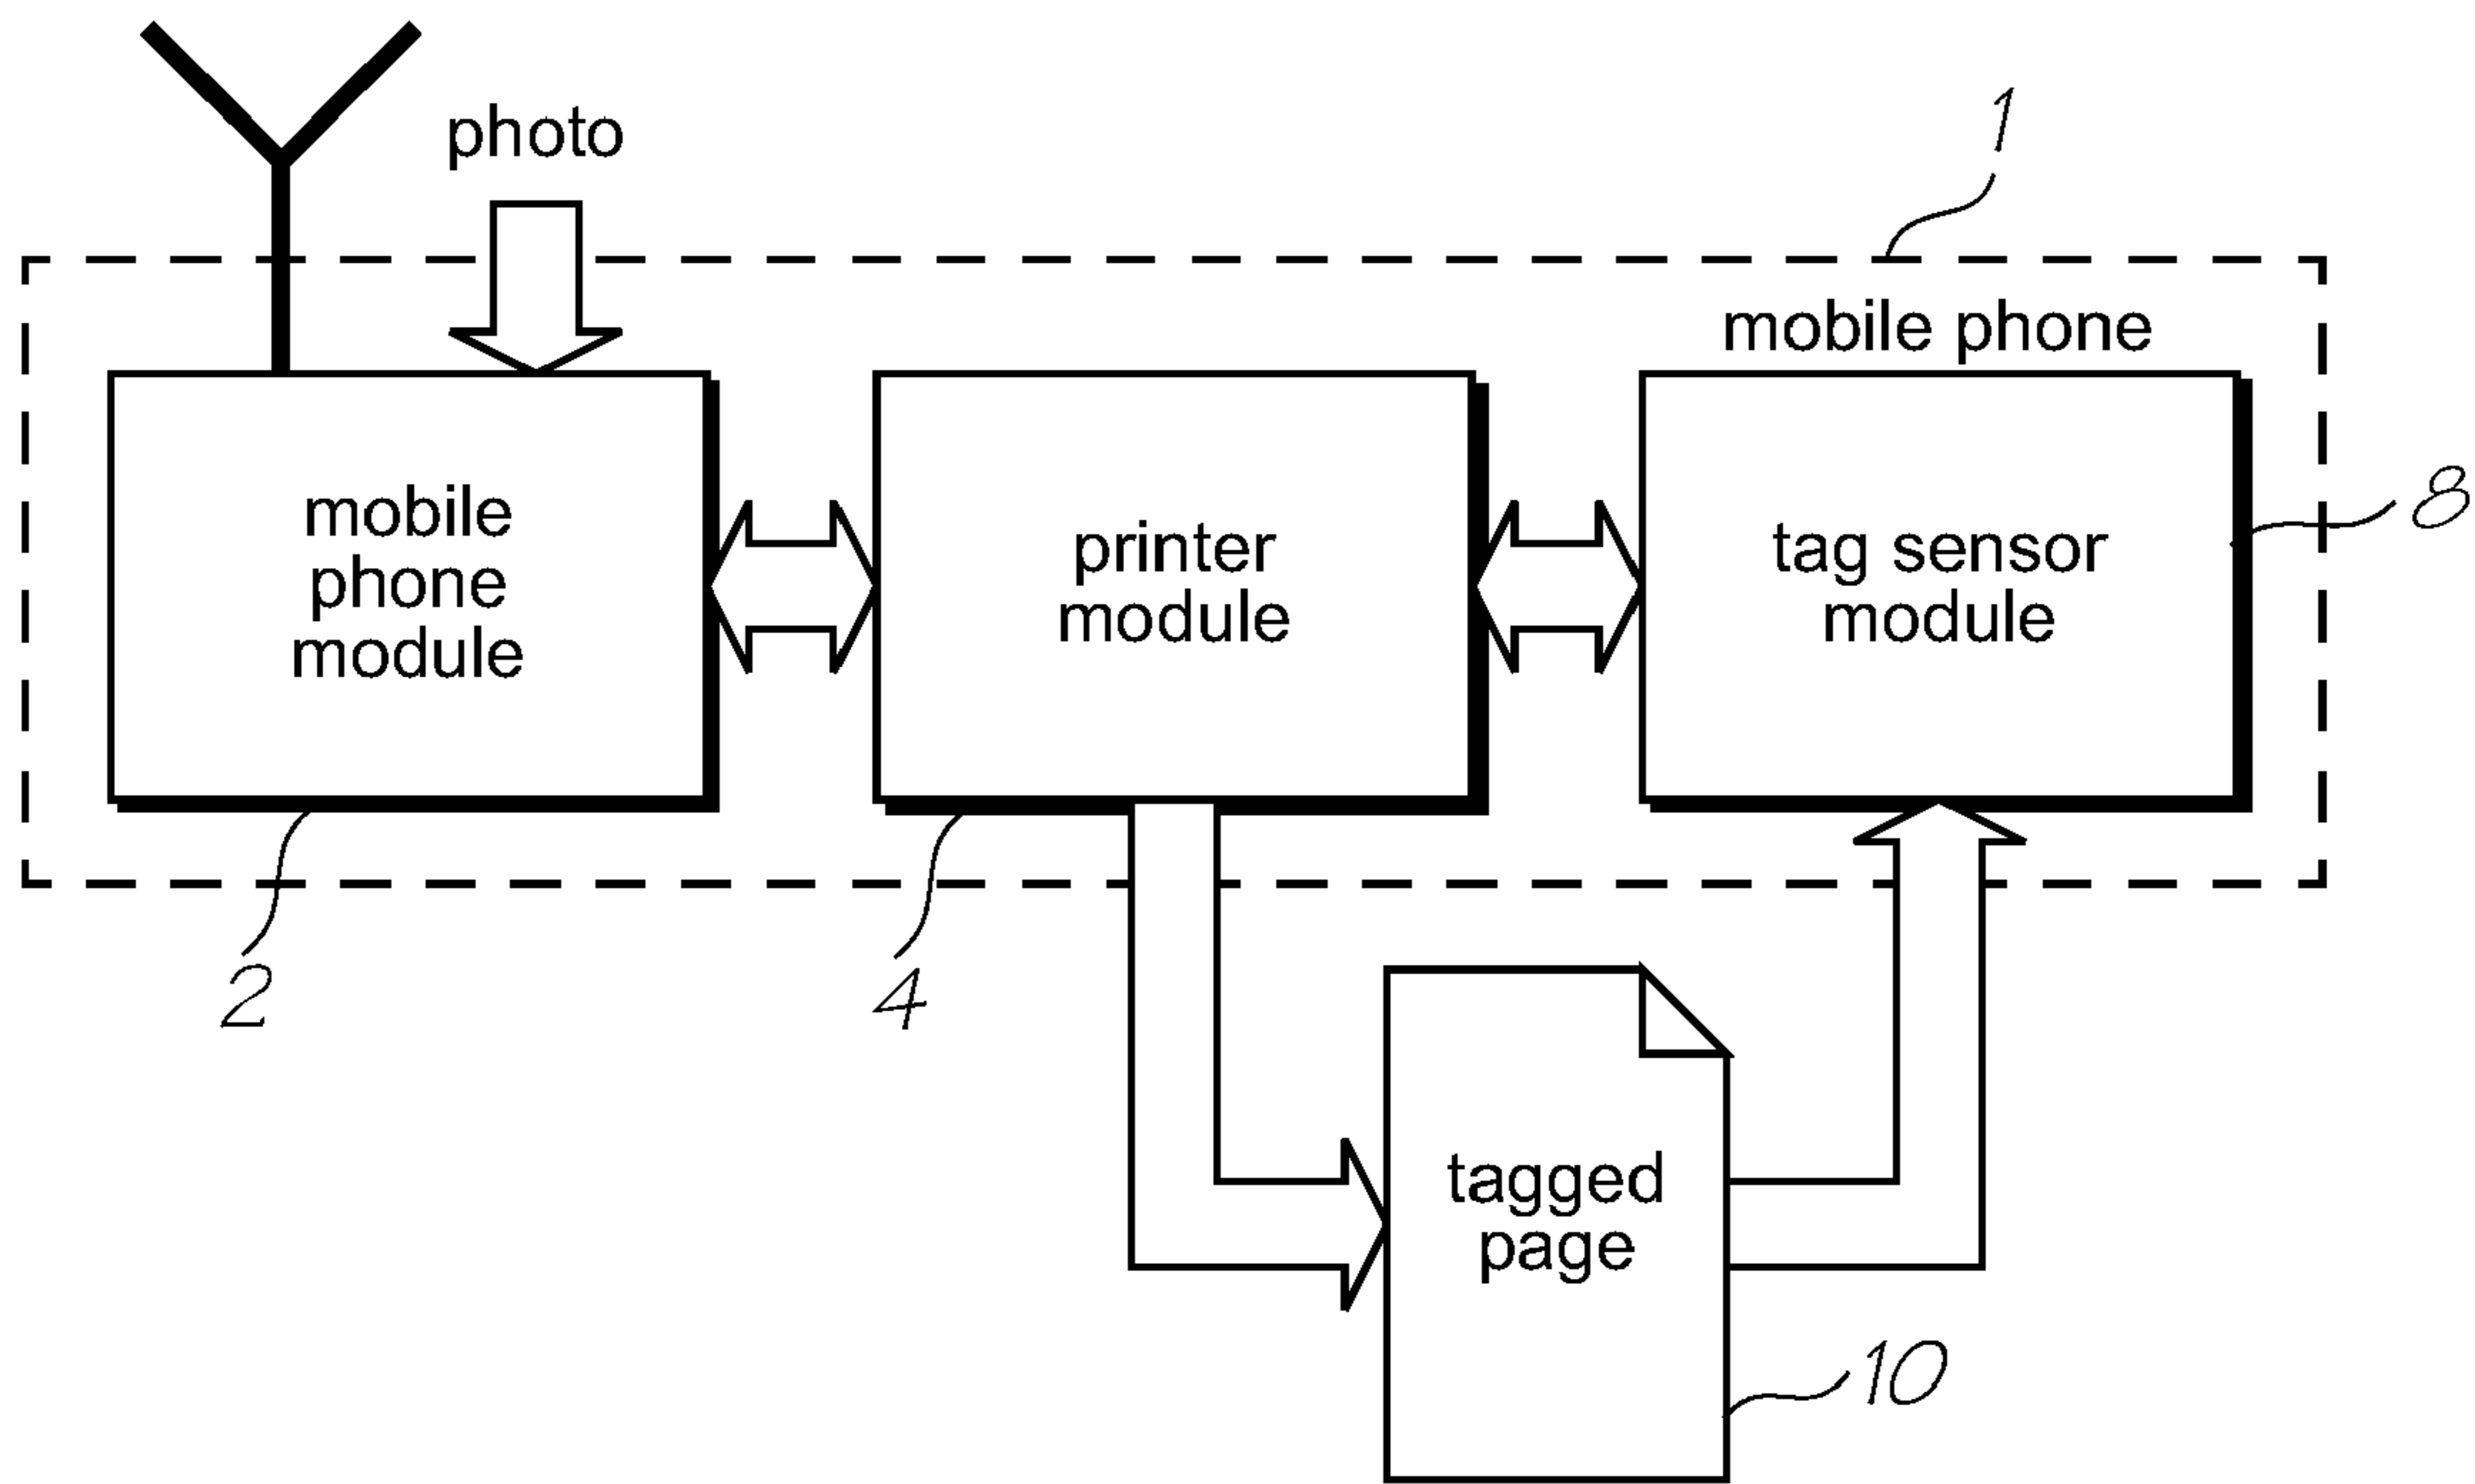 photo
1
mobile phone
mobile
phone
module
printer
module
tag sensor
module
8
2
4
tagged
page
10